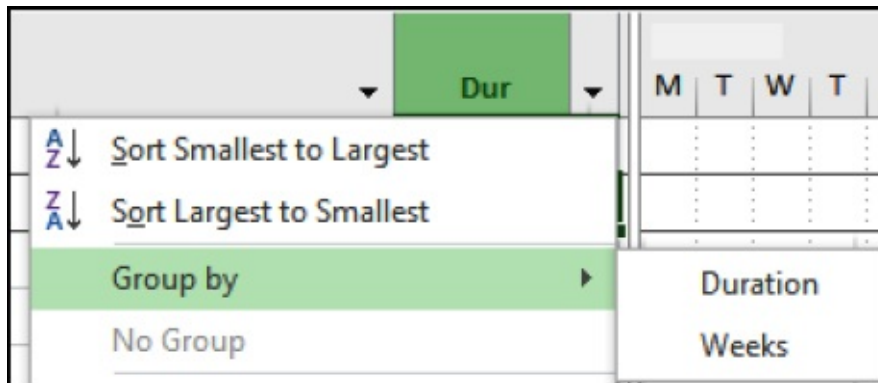 Dur M T W T
Sort Smallest to Largest
Sort Largest to Smallest
Group by
Duration
No Group
Weeks